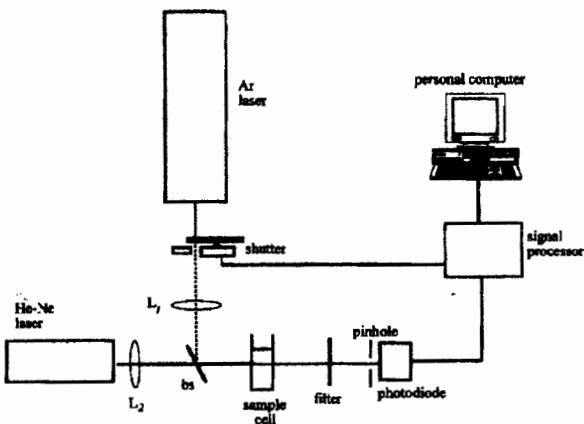 Ar
laser
personal computer
shutter
signal
processor
L1
He-Ne
laser
pinhole
bs
L2
sample
cell
filter
photodiode